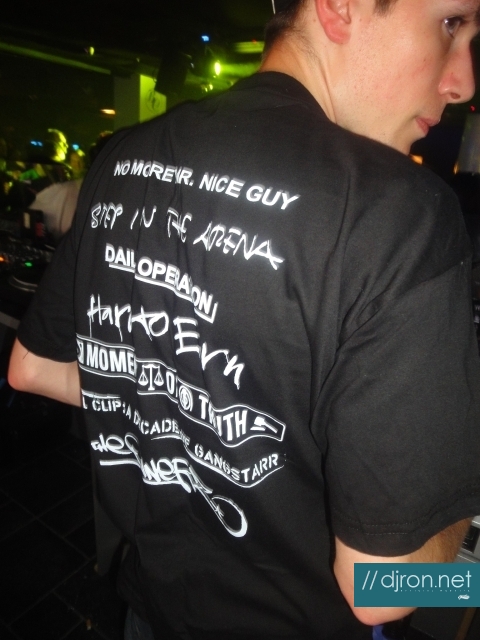 NO MORE MR. NICE GUY
STEP IN THE ARENA
DAILY OPERATION
Hard to Earn
MOMENT OF TRUTH
FULL CLIP: A DECADE OF GANGSTARR
THE OWNERZ
//djron.net